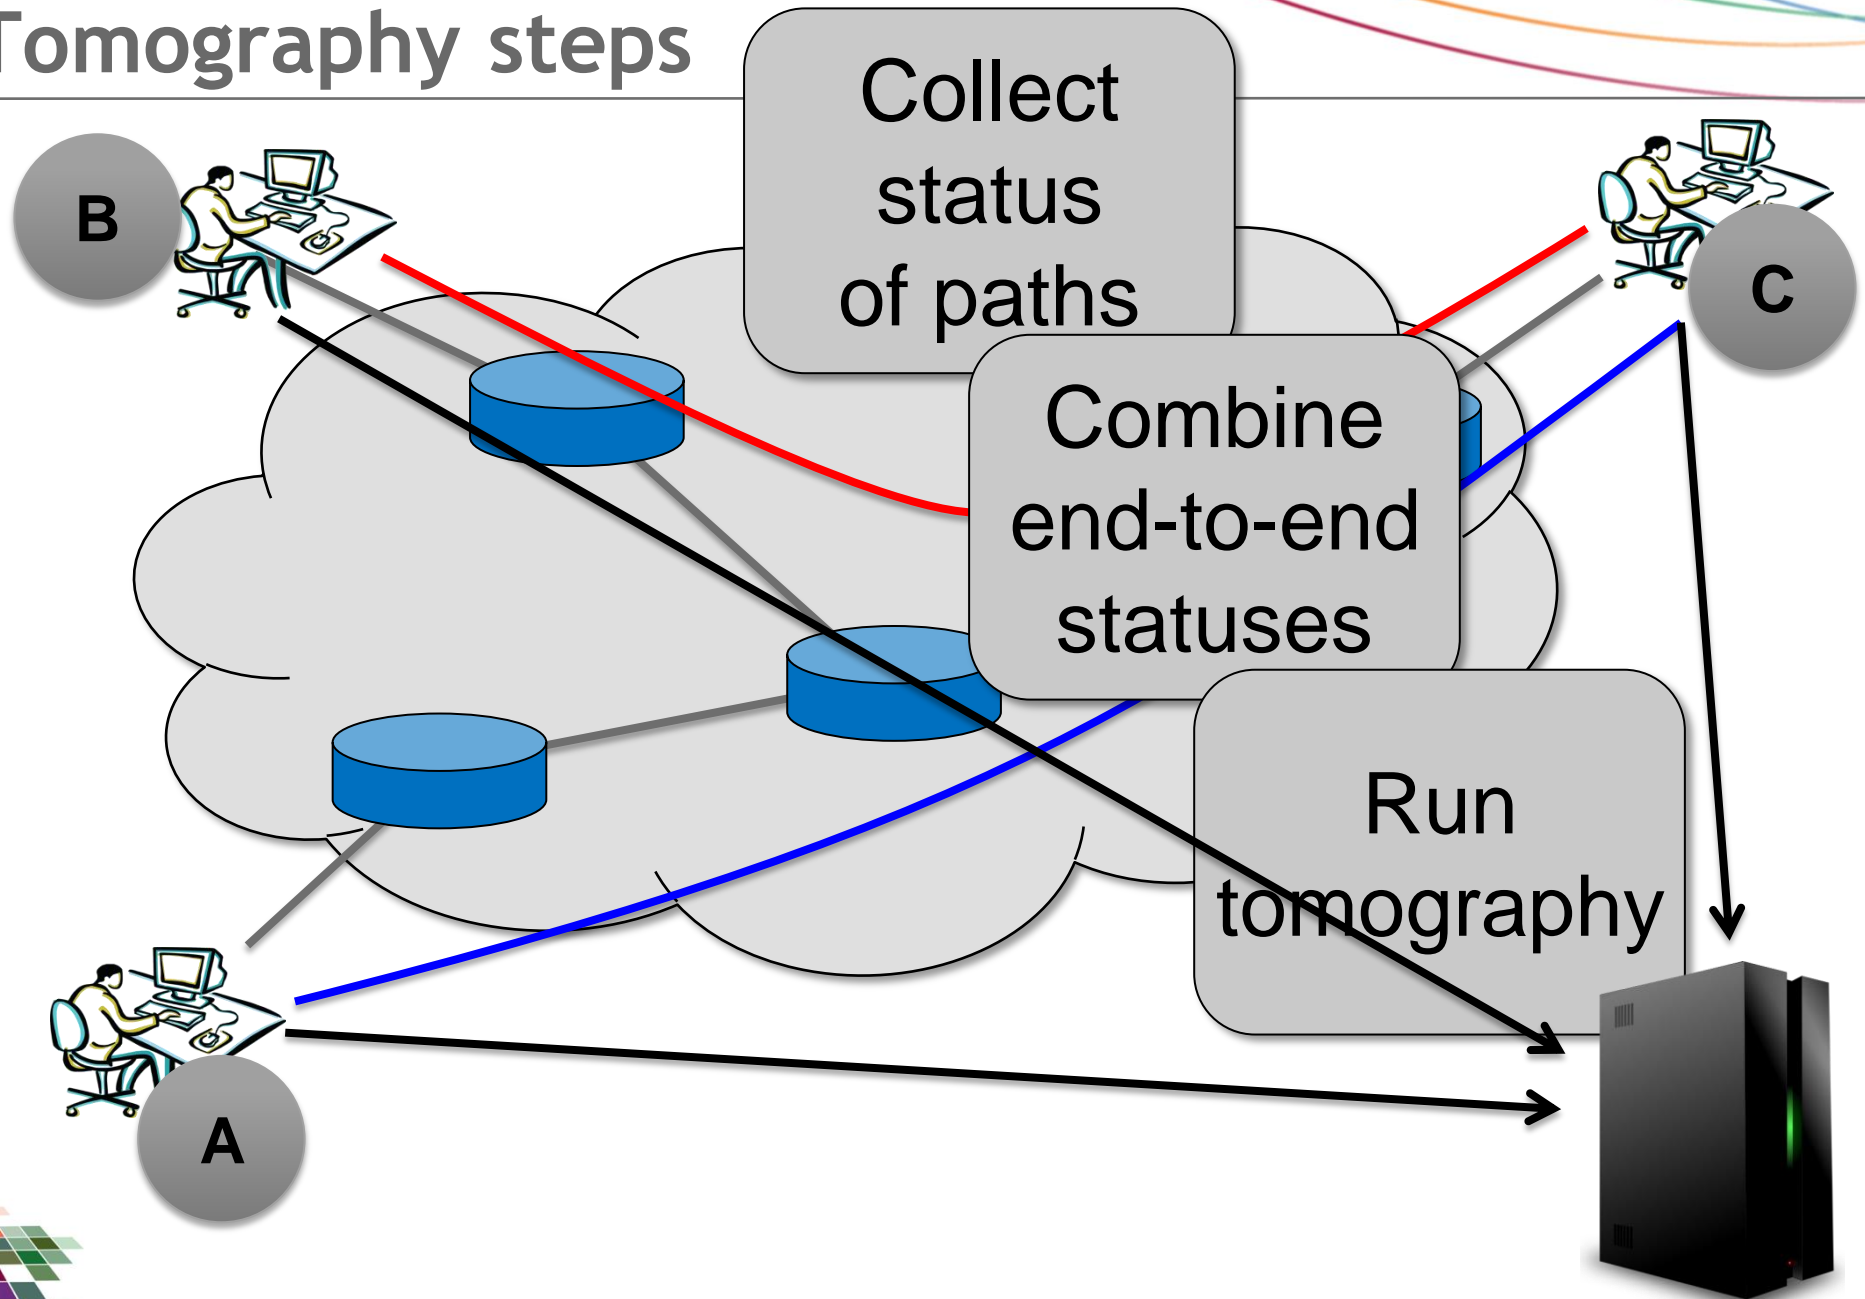 Tomography steps
Collect
status
of paths
B
C
Combine
end-to-end
statuses
Run
tomography
A